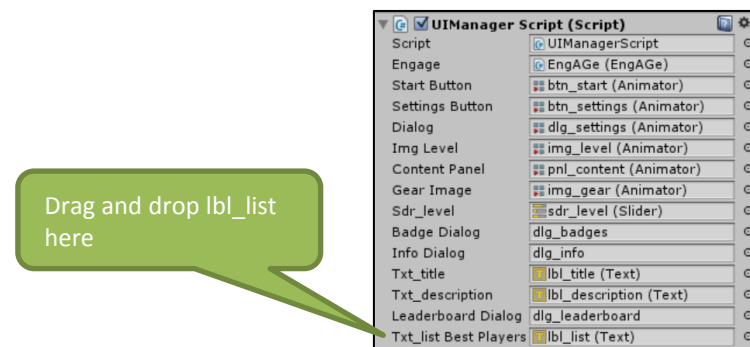 UIManager Script (Script)
Script UIManagerScript
Engage EngAGe (EngAGe)
Start Button btn_start (Animator)
Settings Button btn_settings (Animator)
Dialog dlg_settings (Animator)
Img Level img_level (Animator)
Content Panel pnl_content (Animator)
Gear Image img_gear (Animator)
Sdr_level sdr_level (Slider)
Badge Dialog dlg_badges
Info Dialog dlg_info
Txt_title lbl_title (Text)
Txt_description lbl_description (Text)
Leaderboard Dialog dlg_leaderboard
Txt_list Best Players lbl_list (Text)
Drag and drop lbl_list
here